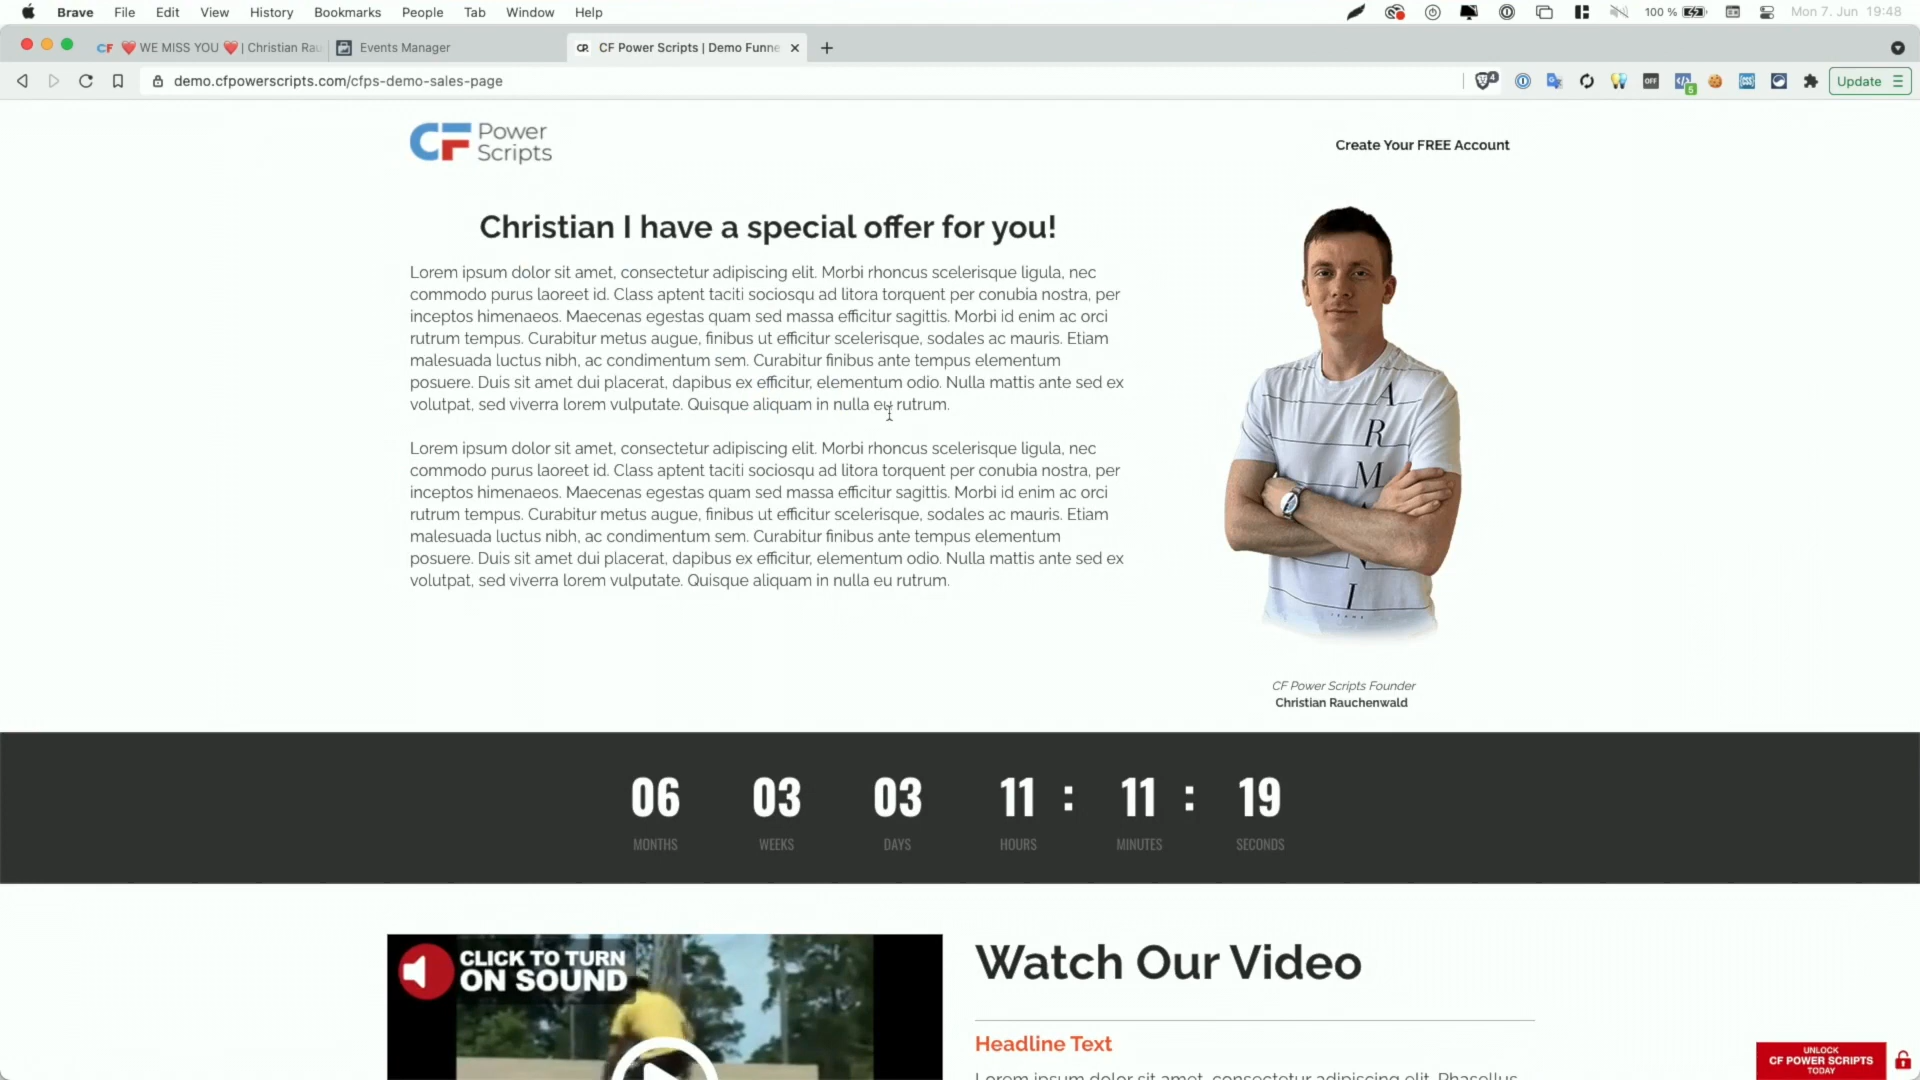 Brave File Edit View History Bookmarks People Tab Window Help 100 % Mon 7. Jun 19:48
CF ❤️ WE MISS YOU ❤️ | Christian Rau Events Manager CF Power Scripts | Demo Funne
demo.cfpowerscripts.com/cfps-demo-sales-page 4 OFF 5 Update
CF Power Scripts
Create Your FREE Account
Christian I have a special offer for you!
Lorem ipsum dolor sit amet, consectetur adipiscing elit. Morbi rhoncus scelerisque ligula, nec
commodo purus laoreet id. Class aptent taciti sociosqu ad litora torquent per conubia nostra, per
inceptos himenaeos. Maecenas egestas quam sed massa efficitur sagittis. Morbi id enim ac orci
rutrum tempus. Curabitur metus augue, finibus ut efficitur scelerisque, sodales ac mauris. Etiam
malesuada luctus nibh, ac condimentum sem. Curabitur finibus ante tempus elementum
posuere. Duis sit amet dui placerat, dapibus ex efficitur, elementum odio. Nulla mattis ante sed ex
volutpat, sed viverra lorem vulputate. Quisque aliquam in nulla eu rutrum.
Lorem ipsum dolor sit amet, consectetur adipiscing elit. Morbi rhoncus scelerisque ligula, nec
commodo purus laoreet id. Class aptent taciti sociosqu ad litora torquent per conubia nostra, per
inceptos himenaeos. Maecenas egestas quam sed massa efficitur sagittis. Morbi id enim ac orci
rutrum tempus. Curabitur metus augue, finibus ut efficitur scelerisque, sodales ac mauris. Etiam
malesuada luctus nibh, ac condimentum sem. Curabitur finibus ante tempus elementum
posuere. Duis sit amet dui placerat, dapibus ex efficitur, elementum odio. Nulla mattis ante sed ex
volutpat, sed viverra lorem vulputate. Quisque aliquam in nulla eu rutrum.
A
R
M
N
I
CF Power Scripts Founder
Christian Rauchenwald
06 03 03 11 : 11 : 19
MONTHS WEEKS DAYS HOURS MINUTES SECONDS
CLICK TO TURN
ON SOUND
Watch Our Video
Headline Text
Lorem ipsum dolor sit amet, consectetur adipiscing elit. Phasellus
UNLOCK
CF POWER SCRIPTS
TODAY